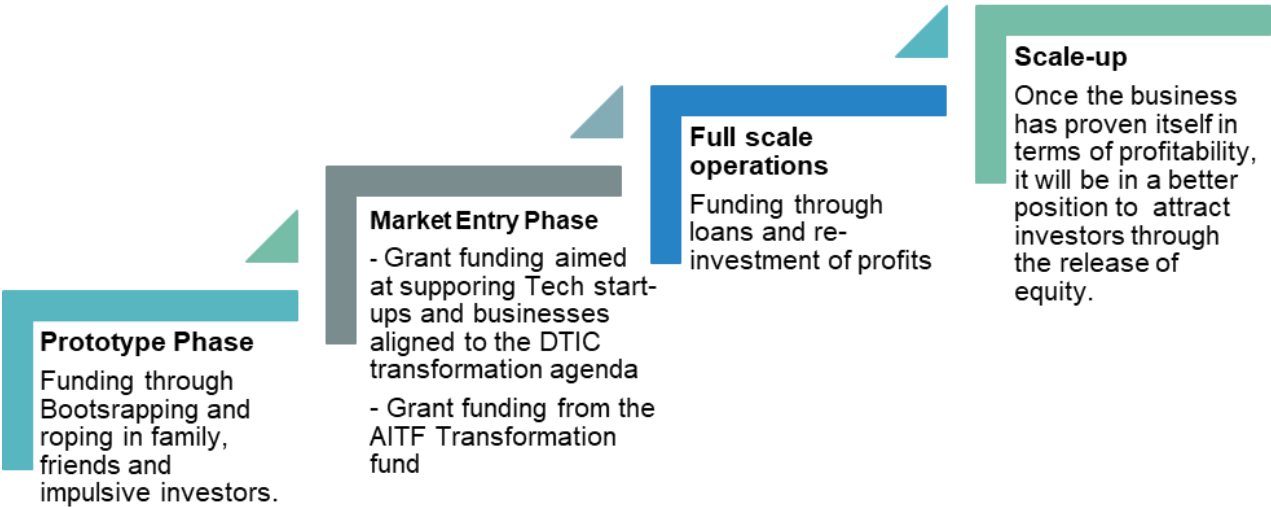 Prototype Phase
Funding through
Bootsrapping and
roping in family,
friends and
impulsive investors.
Market Entry Phase
- Grant funding aimed
at supporing Tech start-
ups and businesses
aligned to the DTIC
transformation agenda
- Grant funding from the
AITF Transformation
fund
Full scale
operations
Funding through
loans and re-
investment of profits
Scale-up
Once the business
has proven itself in
terms of profitability,
it will be in a better
position to  attract
investors through
the release of
equity.